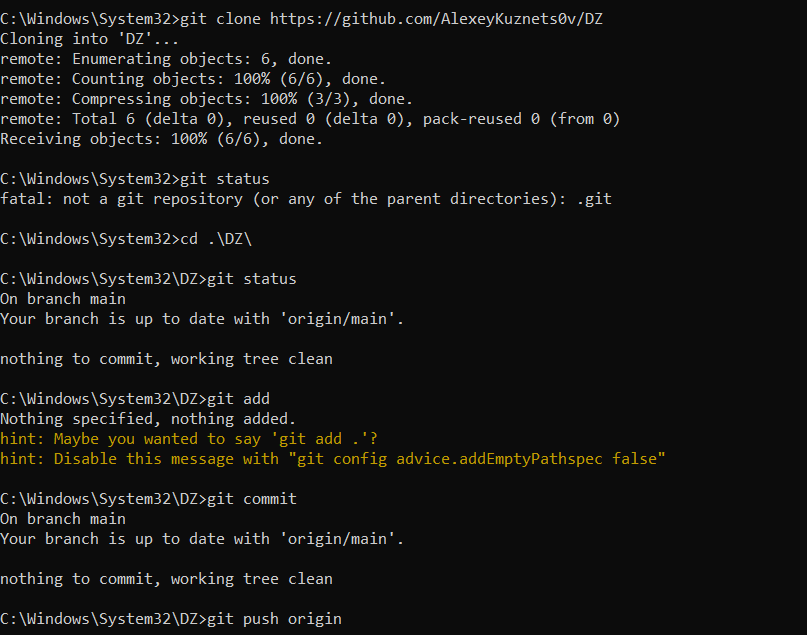 C:\Windows\System32>git clone https://github.com/AlexeyKuznets0v/DZ
Cloning into 'DZ'...
remote: Enumerating objects: 6, done.
remote: Counting objects: 100% (6/6), done.
remote: Compressing objects: 100% (3/3), done.
remote: Total 6 (delta 0), reused 0 (delta 0), pack-reused 0 (from 0)
Receiving objects: 100% (6/6), done.
C:\Windows\System32>git status
fatal: not a git repository (or any of the parent directories): .git
C:\Windows\System32>cd .\DZ\
C:\Windows\System32\DZ>git status
On branch main
Your branch is up to date with 'origin/main'.
nothing to commit, working tree clean
C:\Windows\System32\DZ>git add
Nothing specified, nothing added.
hint: Maybe you wanted to say 'git add .'?
hint: Disable this message with "git config advice.addEmptyPathspec false"
C:\Windows\System32\DZ>git commit
On branch main
Your branch is up to date with 'origin/main'.
nothing to commit, working tree clean
C:\Windows\System32\DZ>git push origin